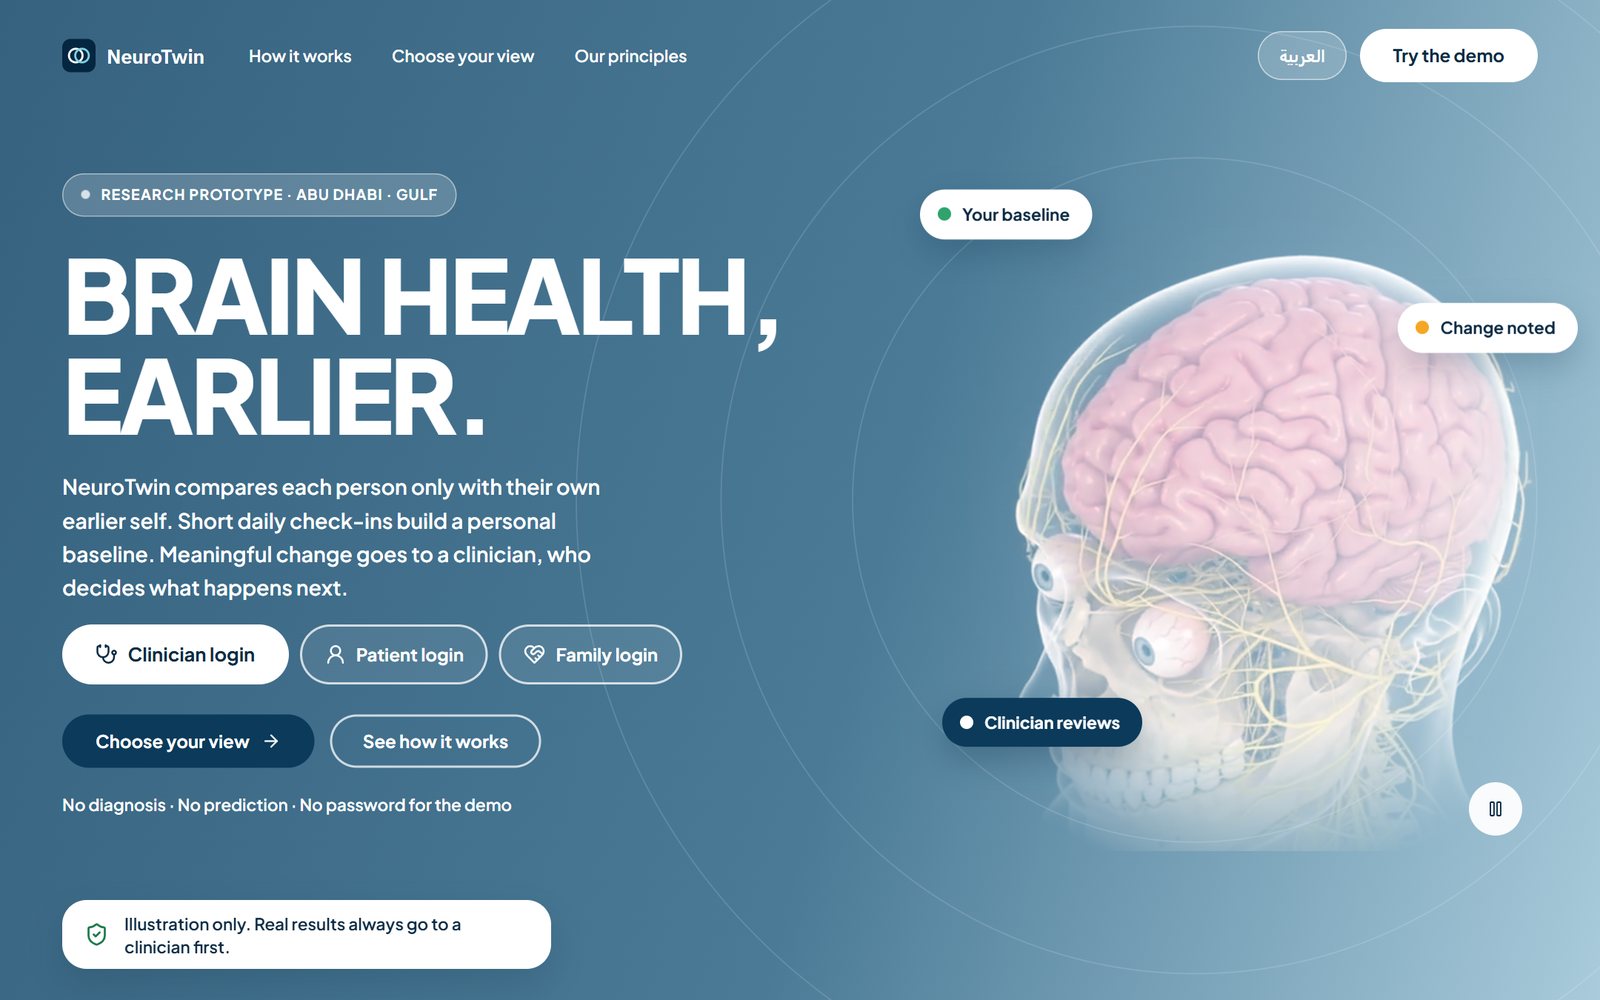 NeuroTwin
How it works
Choose your view
Our principles
العربية
Try the demo
RESEARCH PROTOTYPE · ABU DHABI · GULF
BRAIN HEALTH,
EARLIER.
NeuroTwin compares each person only with their own
earlier self. Short daily check-ins build a personal
baseline. Meaningful change goes to a clinician, who
decides what happens next.
Clinician login
Patient login
Family login
Choose your view
See how it works
No diagnosis · No prediction · No password for the demo
Illustration only. Real results always go to a
clinician first.
Your baseline
Change noted
Clinician reviews